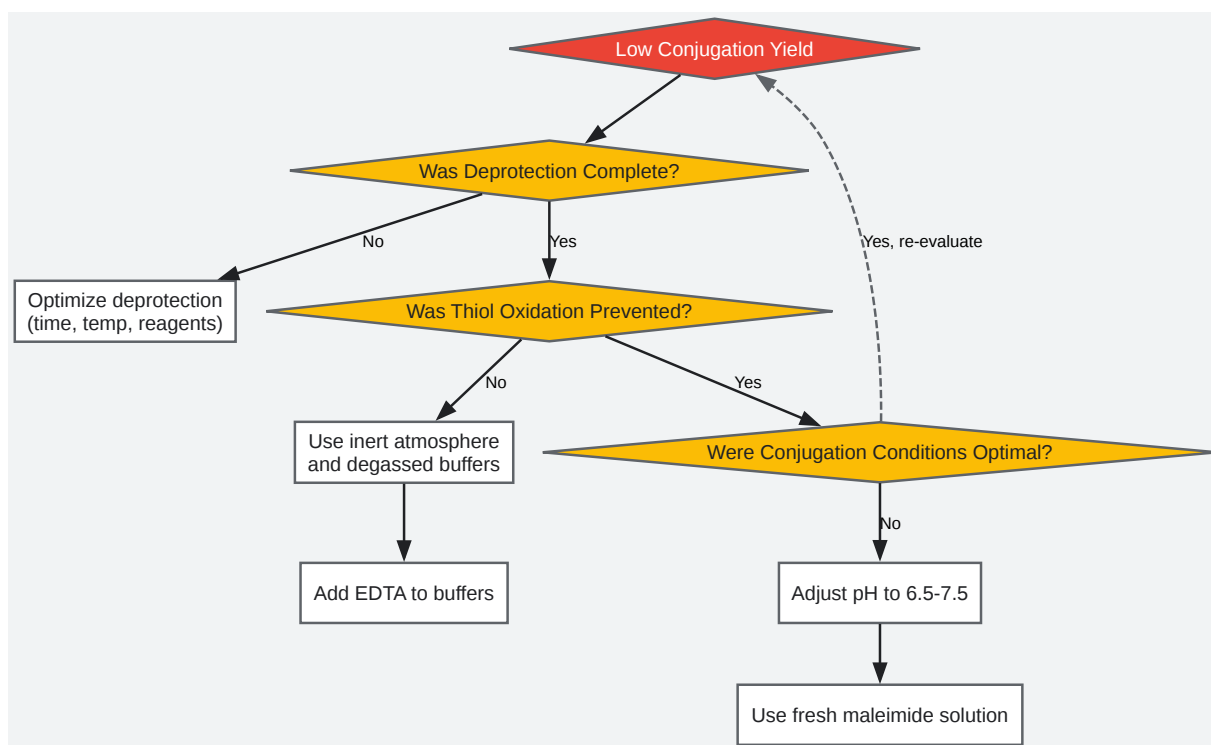 Low Conjugation Yield
Was Deprotection Complete?
No
Yes
Yes, re-evaluate
Optimize deprotection
(time, temp, reagents)
Was Thiol Oxidation Prevented?
No
Yes
Use inert atmosphere
and degassed buffers
Were Conjugation Conditions Optimal?
No
Add EDTA to buffers
Adjust pH to 6.5-7.5
Use fresh maleimide solution